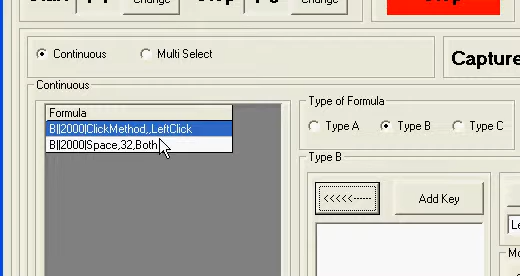 Change
Change
Continuous
Multi Select
Capture
Continuous
Formula
B||2000|ClickMethod,,LeftClick
B||2000|Space,32,Both
Type of Formula
Type A
Type B
Type C
Type B
<<<<<------
Add Key